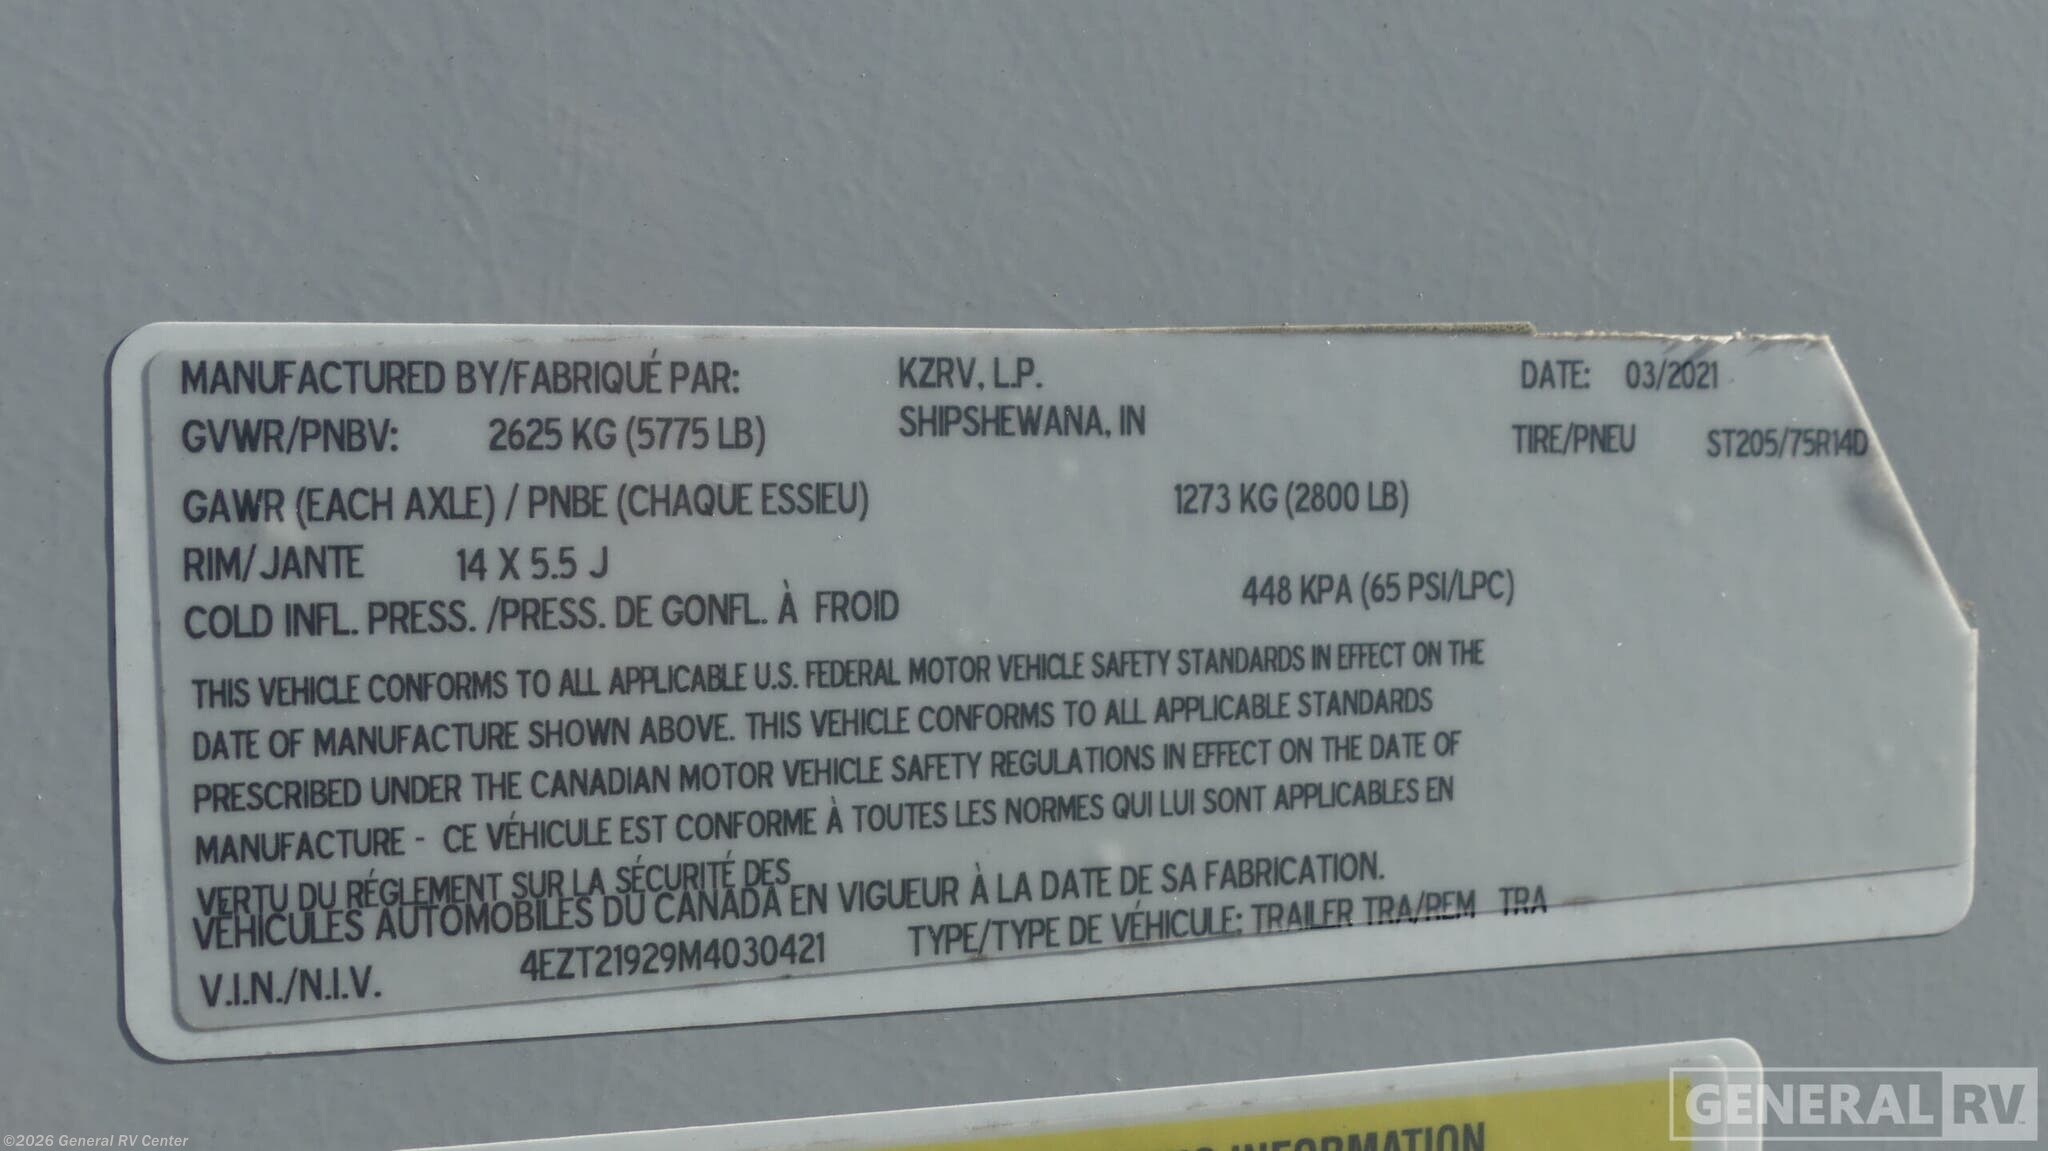 MANUFACTURED BY/FABRIQUÉ PAR: KZRV, L.P. DATE: 03/2021
SHIPSHEWANA, IN
GVWR/PNBV: 2625 KG (5775 LB) TIRE/PNEU ST205/75R14D
GAWR (EACH AXLE) / PNBE (CHAQUE ESSIEU) 1273 KG (2800 LB)
RIM/JANTE 14 X 5.5 J
COLD INFL. PRESS. /PRESS. DE GONFL. À FROID 448 KPA (65 PSI/LPC)
THIS VEHICLE CONFORMS TO ALL APPLICABLE U.S. FEDERAL MOTOR VEHICLE SAFETY STANDARDS IN EFFECT ON THE
DATE OF MANUFACTURE SHOWN ABOVE. THIS VEHICLE CONFORMS TO ALL APPLICABLE STANDARDS
PRESCRIBED UNDER THE CANADIAN MOTOR VEHICLE SAFETY REGULATIONS IN EFFECT ON THE DATE OF
MANUFACTURE - CE VÉHICULE EST CONFORME À TOUTES LES NORMES QUI LUI SONT APPLICABLES EN
VERTU DU RÉGLEMENT SUR LA SÉCURITÉ DES
VÉHICULES AUTOMOBILES DU CANADA EN VIGUEUR À LA DATE DE SA FABRICATION.
V.I.N./N.I.V. 4EZT21929M4030421 TYPE/TYPE DE VÉHICULE: TRAILER TRA/REM TRA
INFORMATION
GENERAL RV
©2026 General RV Center